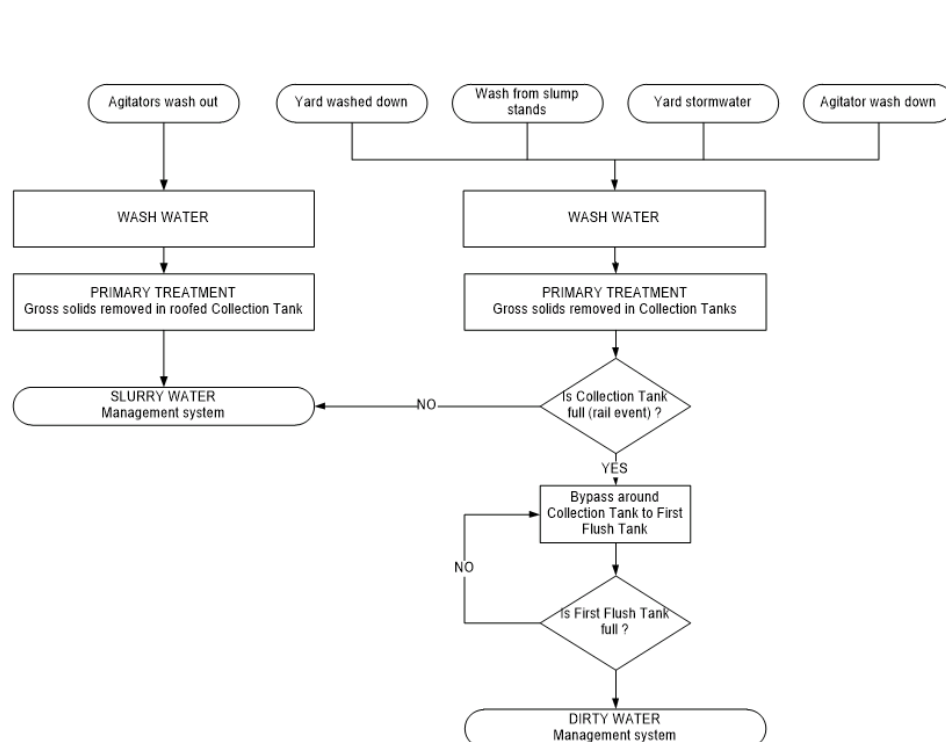 Agitators wash out
Yard washed down
Wash from slump
stands
Yard stormwater
Agitator wash down
WASH WATER
WASH WATER
PRIMARY TREATMENT
Gross solids removed in roofed Collection Tank
PRIMARY TREATMENT
Gross solids removed in Collection Tanks
SLURRY WATER
Management system
NO
Is Collection Tank
full (rail event) ?
YES
Bypass around
Collection Tank to First
Flush Tank
NO
Is First Flush Tank
full ?
DIRTY WATER
Management system